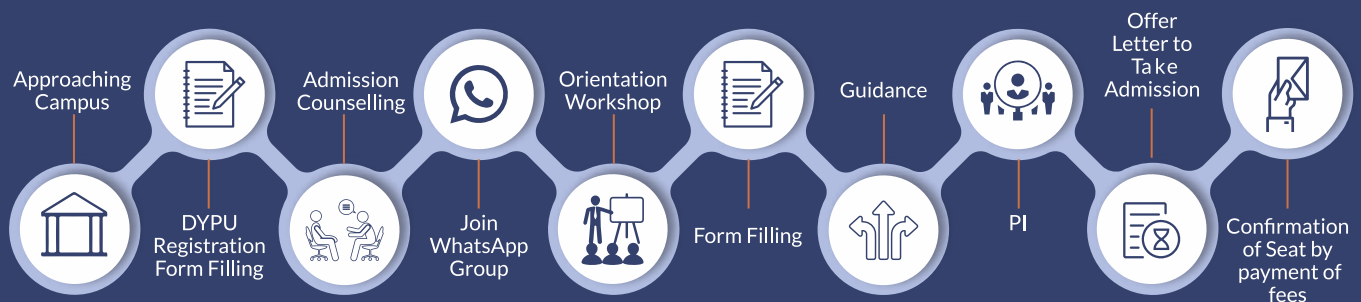 Approaching
Campus
DYPU
Registration
Form Filling
Admission
Counselling
Join
WhatsApp
Group
Orientation
Workshop
Form Filling
Guidance
PI
Offer
Letter to
Take
Admission
Confirmation
of Seat by
payment of
fees